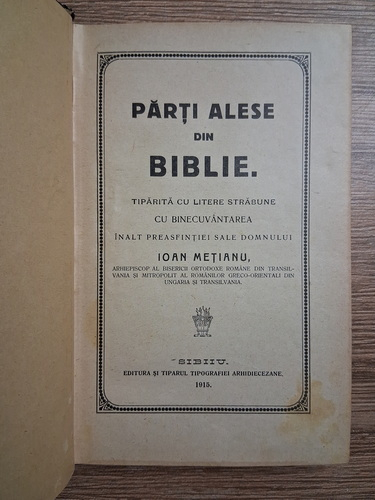 PĂRȚI ALESE
DIN
BIBLIE.
TIPĂRITĂ CU LITERE STRĂBUNE
CU BINECUVÂNTAREA
ÎNALT PREASFINȚIEI SALE DOMNULUI
IOAN MEȚIANU,
ARHIEPISCOP AL BISERICII ORTODOXE ROMÂNE DIN TRANSIL-
VANIA ȘI MITROPOLIT AL ROMÂNILOR GRECO-ORIENTALI DIN
UNGARIA ȘI TRANSILVANIA.
SIBIIU.
EDITURA ȘI TIPARUL TIPOGRAFIEI ARHIDIECEZANE.
1915.